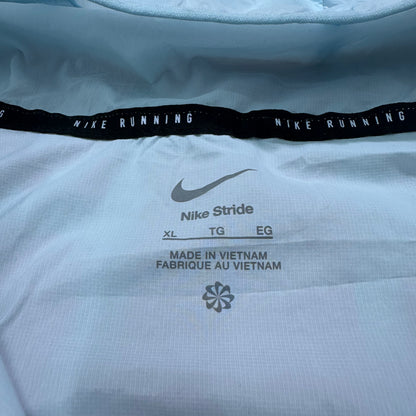 NIKE RUNNING NIKE RUNNING
Nike Stride
XL TG EG
MADE IN VIETNAM
FABRIQUE AU VIETNAM